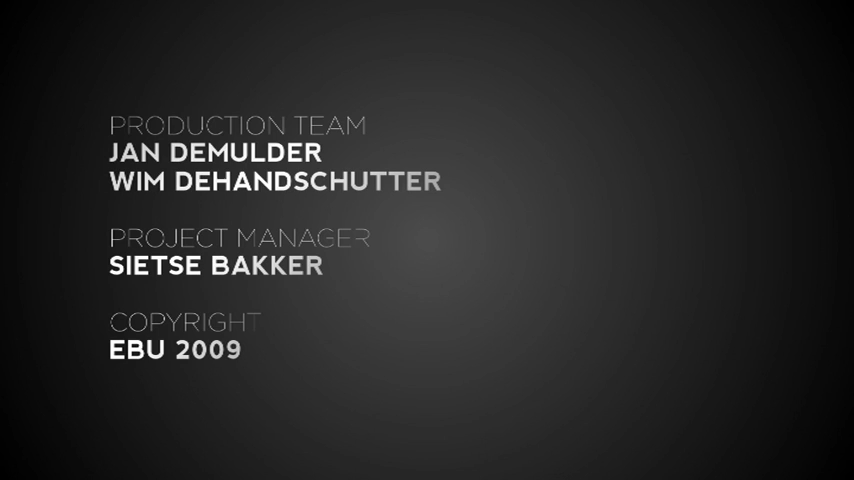 PRODUCTION TEAM
JAN DEMULDER
WIM DEHANDSCHUTTER
PROJECT MANAGER
SIETSE BAKKER
COPYRIGHT
EBU 2009